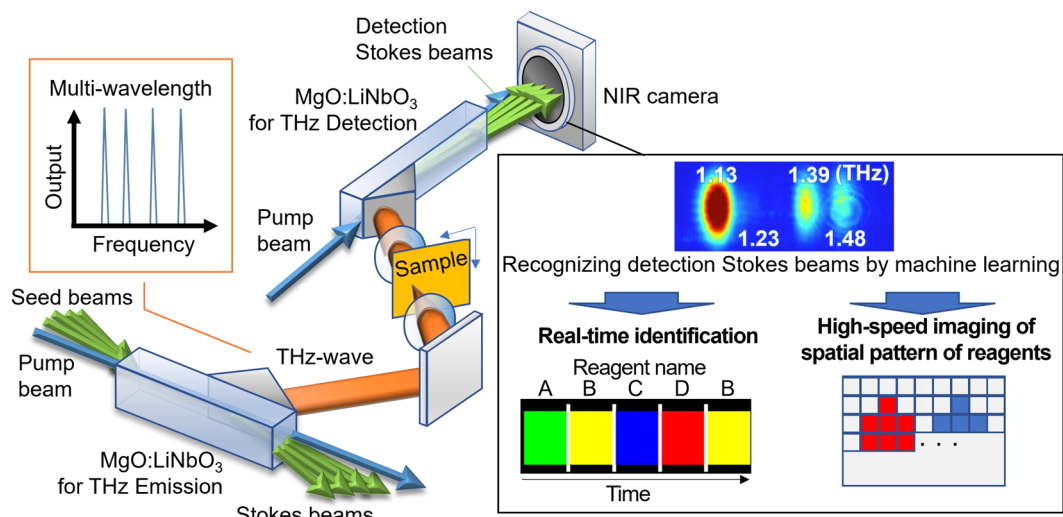 Detection
Stokes beams
Multi-wavelength
MgO:LiNbO₃
for THz Detection
NIR camera
Output
Frequency
Pump
beam
Sample
1.13
1.39 (THz)
1.23
1.48
Recognizing detection Stokes beams by machine learning
Seed beams
Pump
beam
THz-wave
Real-time identification
High-speed imaging of
spatial pattern of reagents
Reagent name
A B C D B
Time
. . .
MgO:LiNbO₃
for THz Emission
Stokes beams